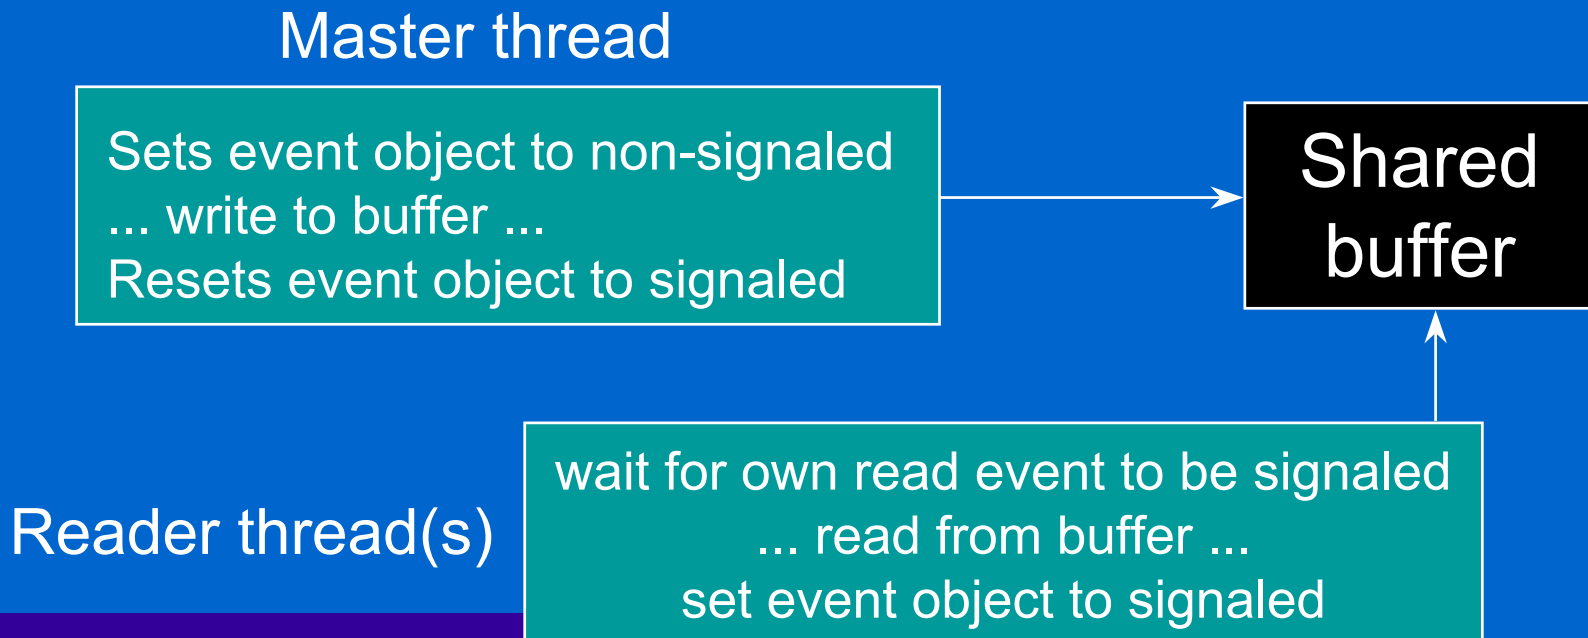 Master thread
Sets event object to non-signaled
... write to buffer ...
Resets event object to signaled
Shared
buffer
Reader thread(s)
wait for own read event to be signaled
... read from buffer ...
set event object to signaled